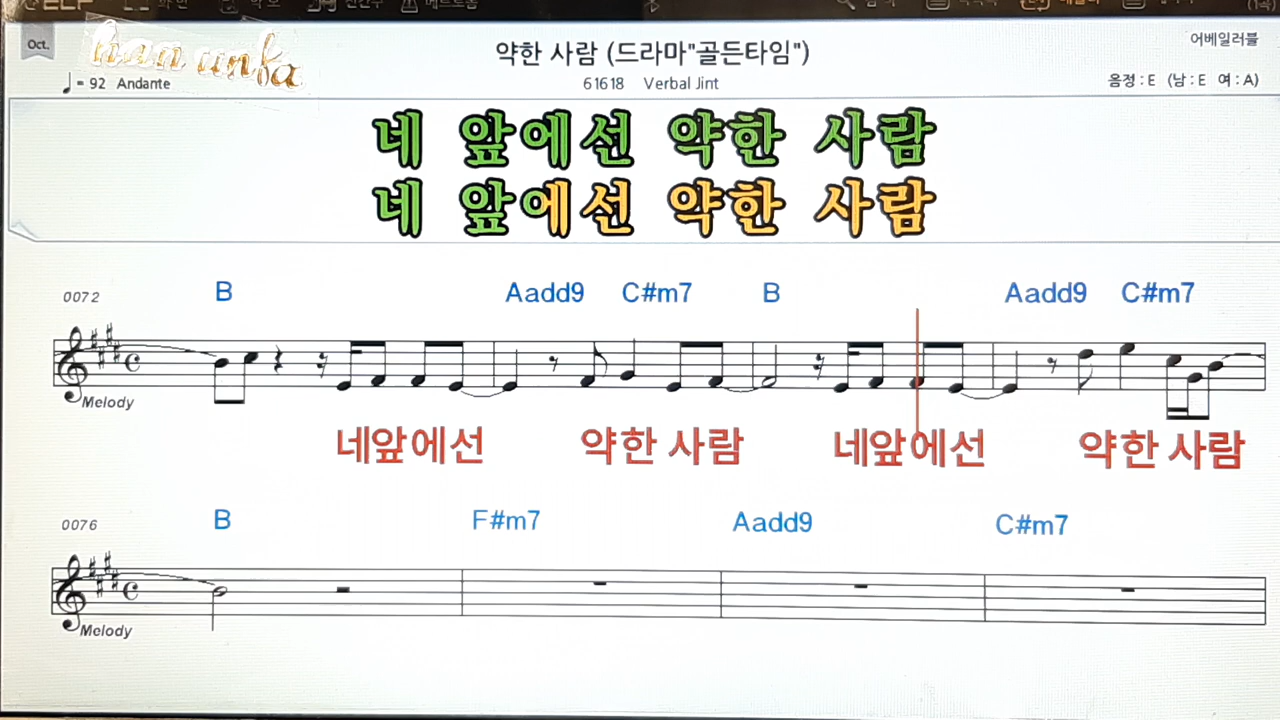 Oct.
han unfa
약한 사람 (드라마"골든타임")
어베일러블
♩ = 92 Andante
61618 Verbal Jint
음정 : E (남 : E 여 : A)
네 앞에선 약한 사람
네 앞에선 약한 사람
0072
B Aadd9 C#m7 B Aadd9 C#m7
Melody
네앞에선 약한 사람 네앞에선 약한 사람
0076
B F#m7 Aadd9 C#m7
Melody